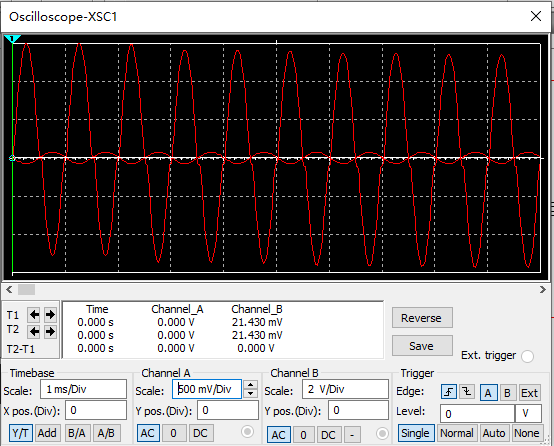 Oscilloscope-XSC1
1
T1
T2
T2-T1
Time Channel_A Channel_B
0.000 s 0.000 V 21.430 mV
0.000 s 0.000 V 21.430 mV
0.000 s 0.000 V 0.000 V
Reverse
Save
Ext. trigger
Timebase
Scale: 1 ms/Div
X pos.(Div): 0
Y/T Add B/A A/B
Channel A
Scale: 500 mV/Div
Y pos.(Div): 0
AC 0 DC
Channel B
Scale: 2 V/Div
Y pos.(Div): 0
AC 0 DC -
Trigger
Edge: A B Ext
Level: 0 V
Single Normal Auto None